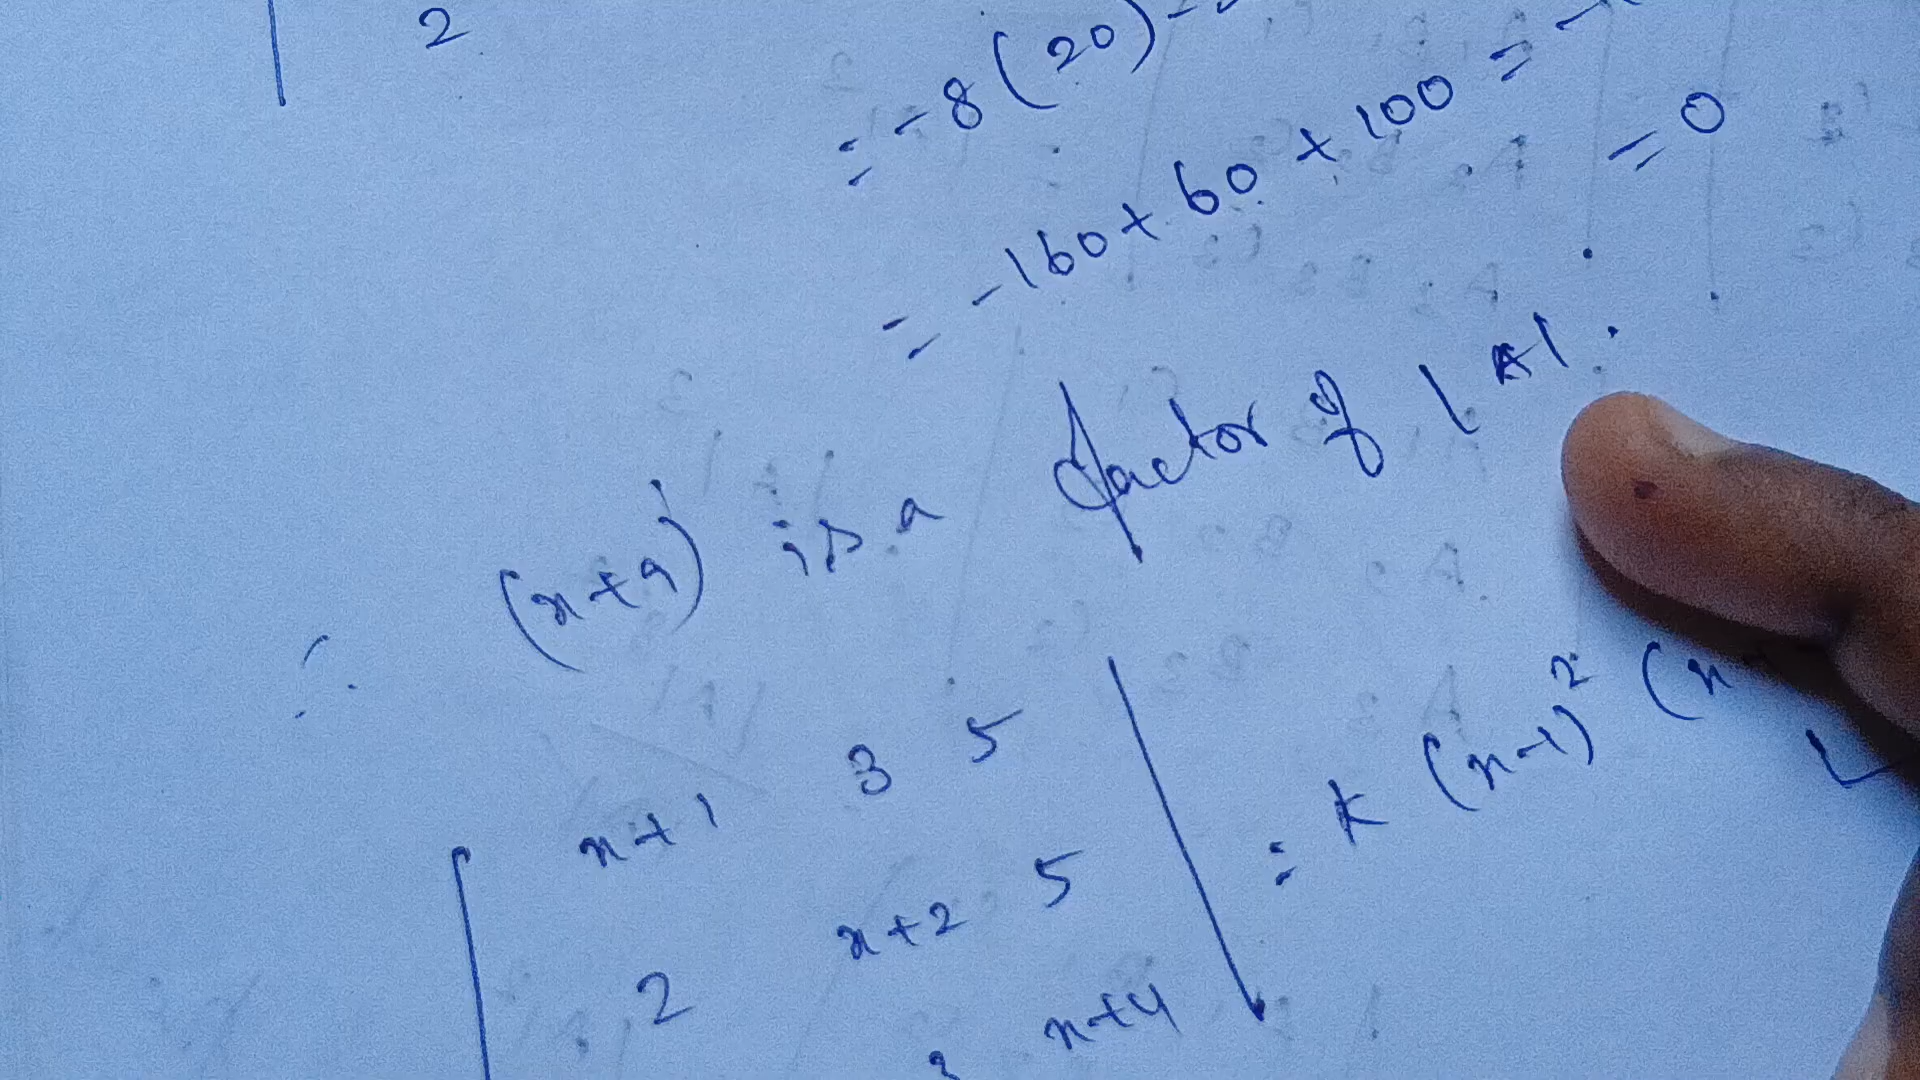 2
= -8(20)-
= -160+60+100 = -
= 0
∴ (x+9) is a factor of |A|.
| x+1 3 5 | = k (x-1)² (x
| 2 x+2 5
3 x+4